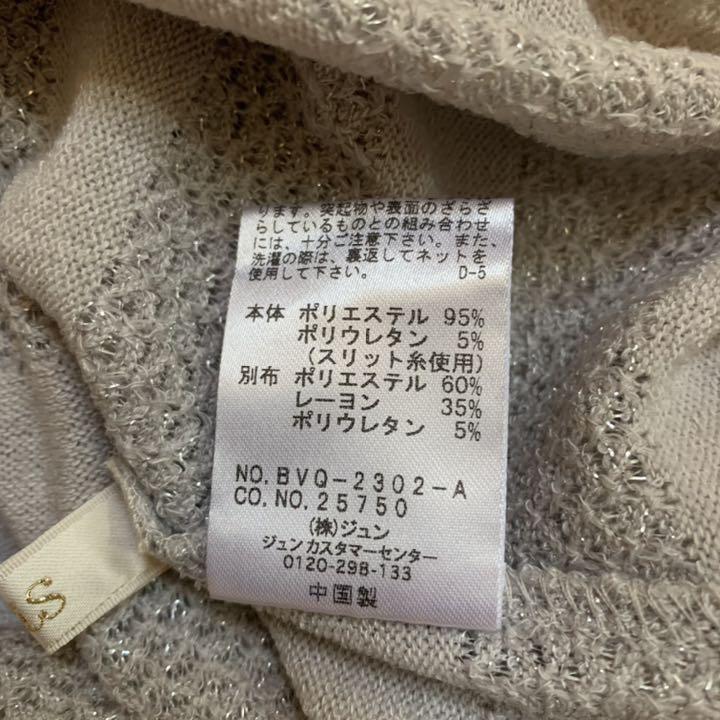 ります。突起物や表面のざらざ
らしているものとの組み合わせ
には、十分ご注意下さい。また、
洗濯の際は、裏返してネットを
使用して下さい。 D-5
本体 ポリエステル 95%
ポリウレタン 5%
(スリット糸使用)
別布 ポリエステル 60%
レーヨン 35%
ポリウレタン 5%
NO.BVQ-2302-A
CO.NO.25750
(株)ジュン
ジュンカスタマーセンター
0120-298-133
中国製